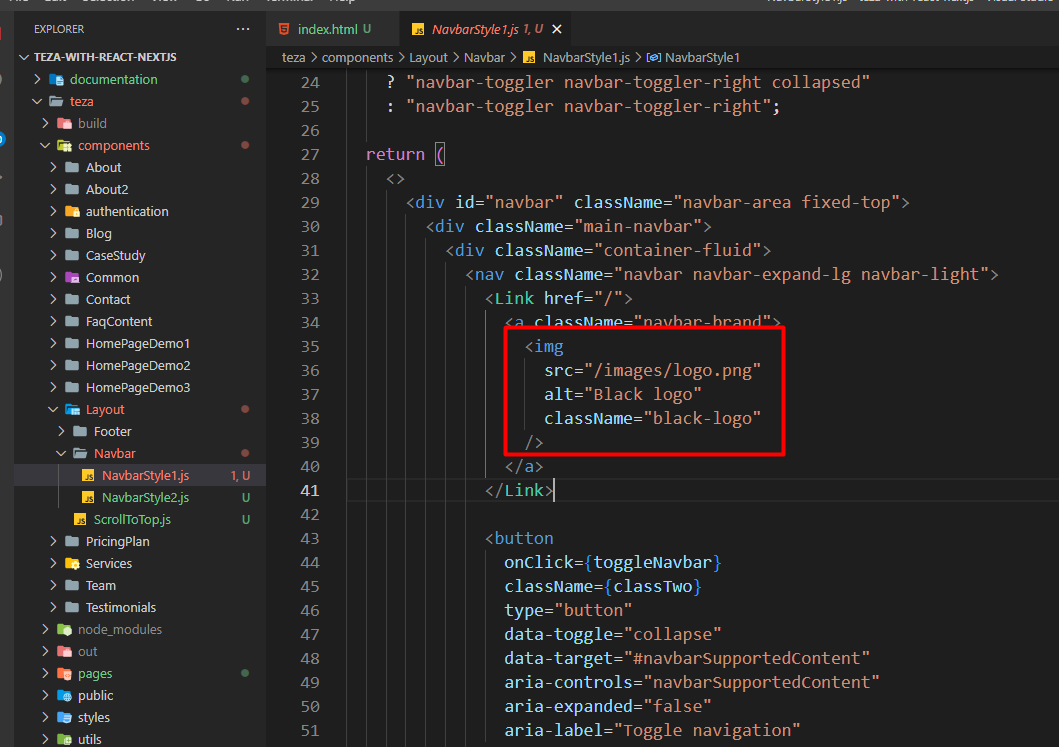 EXPLORER
index.html U
NavbarStyle1.js 1, U
TEZA-WITH-REACT-NEXTJS
teza > components > Layout > Navbar > NavbarStyle1.js > NavbarStyle1
documentation
teza
build
components
About
About2
authentication
Blog
CaseStudy
Common
Contact
FaqContent
HomePageDemo1
HomePageDemo2
HomePageDemo3
Layout
Footer
Navbar
NavbarStyle1.js 1, U
NavbarStyle2.js U
ScrollToTop.js U
PricingPlan
Services
Team
Testimonials
node_modules
out
pages
public
styles
utils
24 ? "navbar-toggler navbar-toggler-right collapsed"
25 : "navbar-toggler navbar-toggler-right";
26
27 return (
28 <>
29 <div id="navbar" className="navbar-area fixed-top">
30 <div className="main-navbar">
31 <div className="container-fluid">
32 <nav className="navbar navbar-expand-lg navbar-light">
33 <Link href="/">
34 <a className="navbar-brand">
35 <img
36 src="/images/logo.png"
37 alt="Black logo"
38 className="black-logo"
39 />
40 </a>
41 </Link>
42
43 <button
44 onClick={toggleNavbar}
45 className={classTwo}
46 type="button"
47 data-toggle="collapse"
48 data-target="#navbarSupportedContent"
49 aria-controls="navbarSupportedContent"
50 aria-expanded="false"
51 aria-label="Toggle navigation"